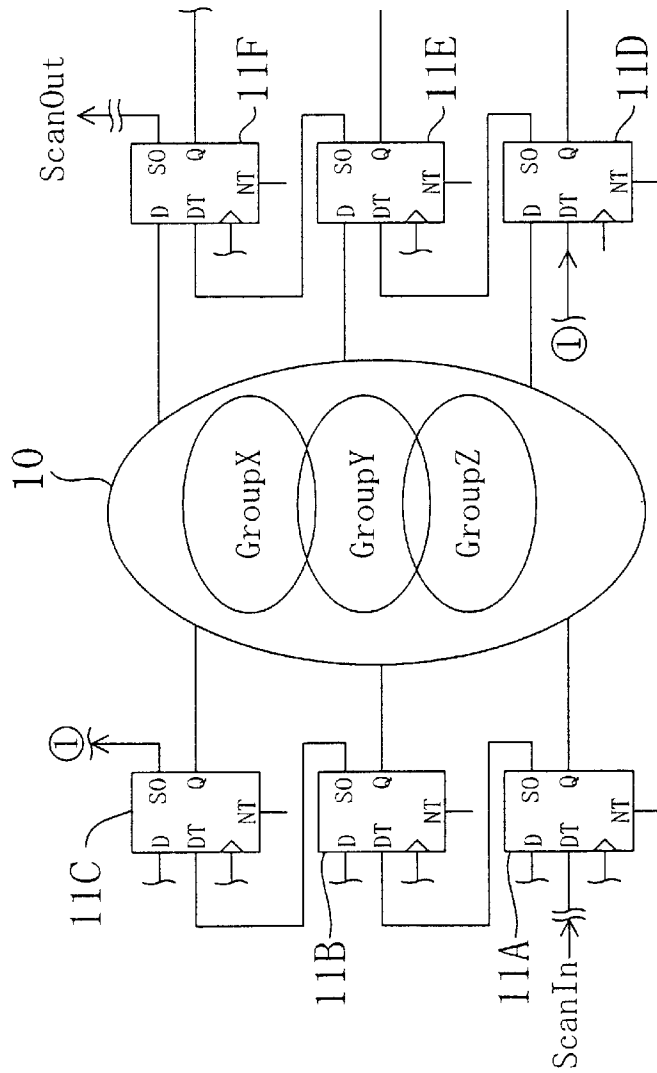 10
ScanOut
①
11C
D
SO
DT
Q
NT
D
SO
DT
Q
NT
11F
GroupX
11B
D
SO
DT
Q
NT
GroupY
D
SO
DT
Q
NT
11E
11A
ScanIn
D
SO
DT
Q
NT
GroupZ
①
D
SO
DT
Q
NT
11D